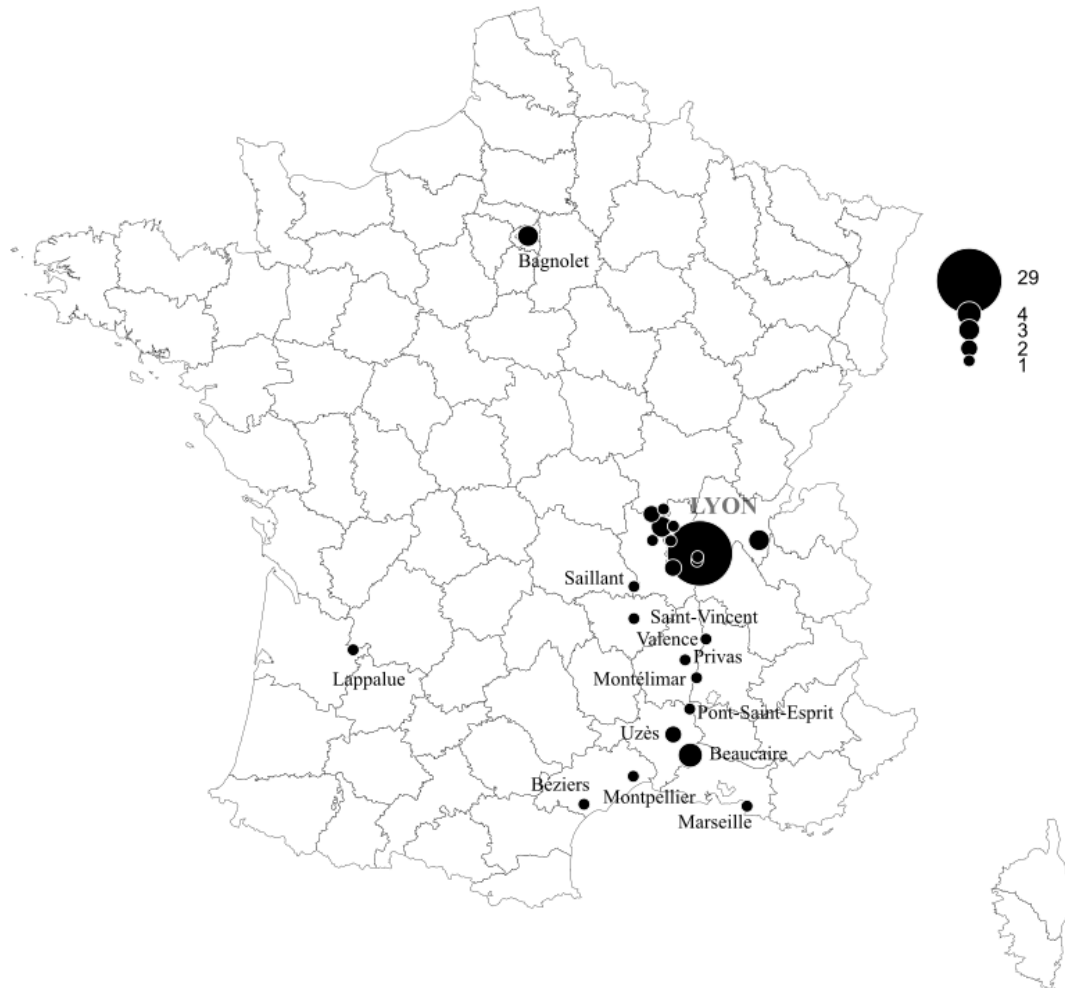 Bagnolet
29
4
3
2
1
LYON
Saillant
Saint-Vincent
Valence
Privas
Lappalue
Montélimar
Pont-Saint-Esprit
Uzès
Beaucaire
Béziers
Montpellier
Marseille